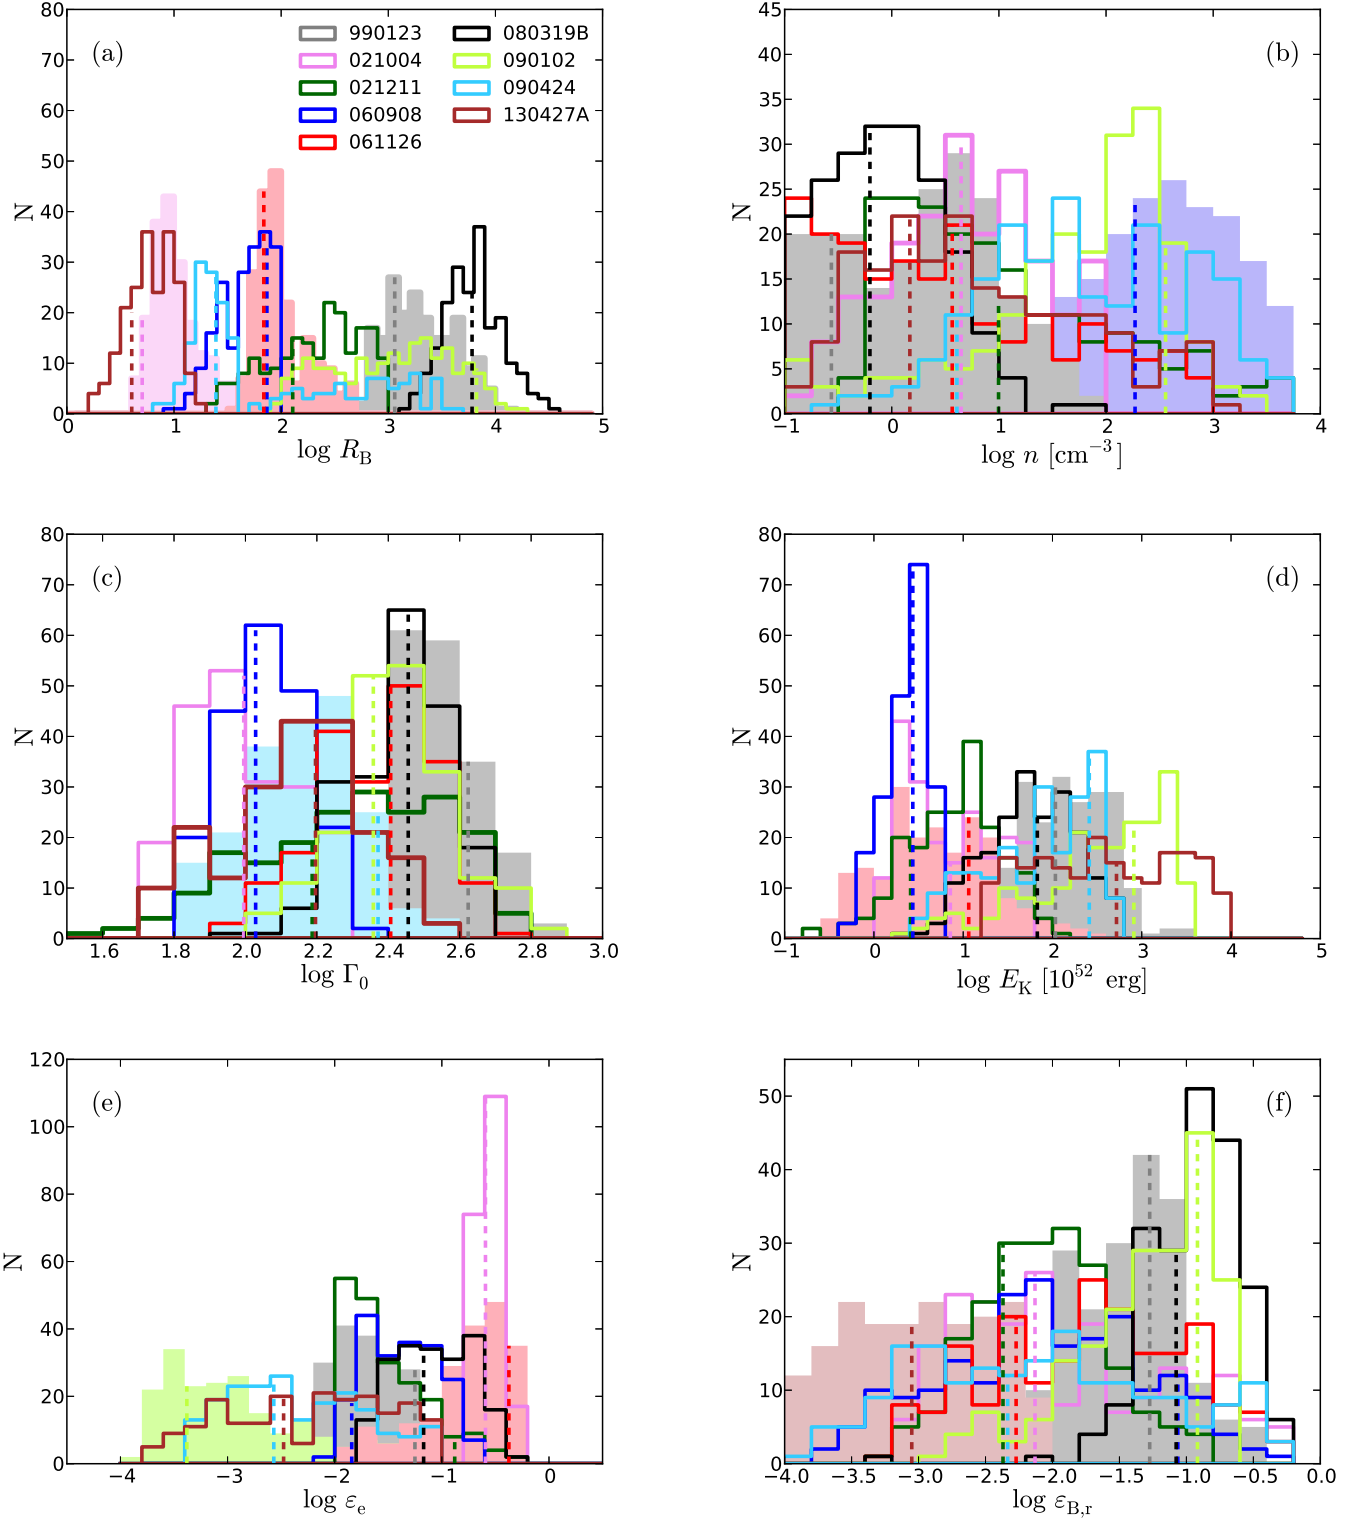 80
70
60
50
40
30
20
10
0
N
(a)
990123
021004
021211
060908
061126
080319B
090102
090424
130427A
0 1 2 3 4 5
log R_B
45
40
35
30
25
20
15
10
5
0
N
(b)
−1 0 1 2 3 4
log n [cm⁻³]
80
70
60
50
40
30
20
10
0
N
(c)
1.6 1.8 2.0 2.2 2.4 2.6 2.8 3.0
log Γ₀
80
70
60
50
40
30
20
10
0
N
(d)
−1 0 1 2 3 4 5
log E_K [10⁵² erg]
120
100
80
60
40
20
0
N
(e)
−4 −3 −2 −1 0
log ε_e
50
40
30
20
10
0
N
(f)
−4.0 −3.5 −3.0 −2.5 −2.0 −1.5 −1.0 −0.5 0.0
log ε_B,r